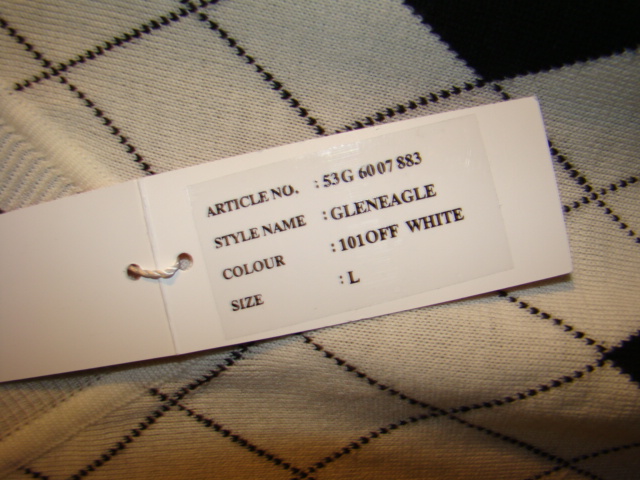 ARTICLE NO. : 53G 6007 883
STYLE NAME : GLENEAGLE
COLOUR : 101OFF WHITE
SIZE : L